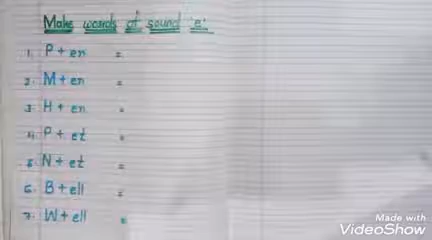 Make words of sound 'e'.
1. P + en =
2. M + en =
3. H + en =
4. P + et =
5. N + et =
6. B + ell =
7. W + ell =
Made with
VideoShow